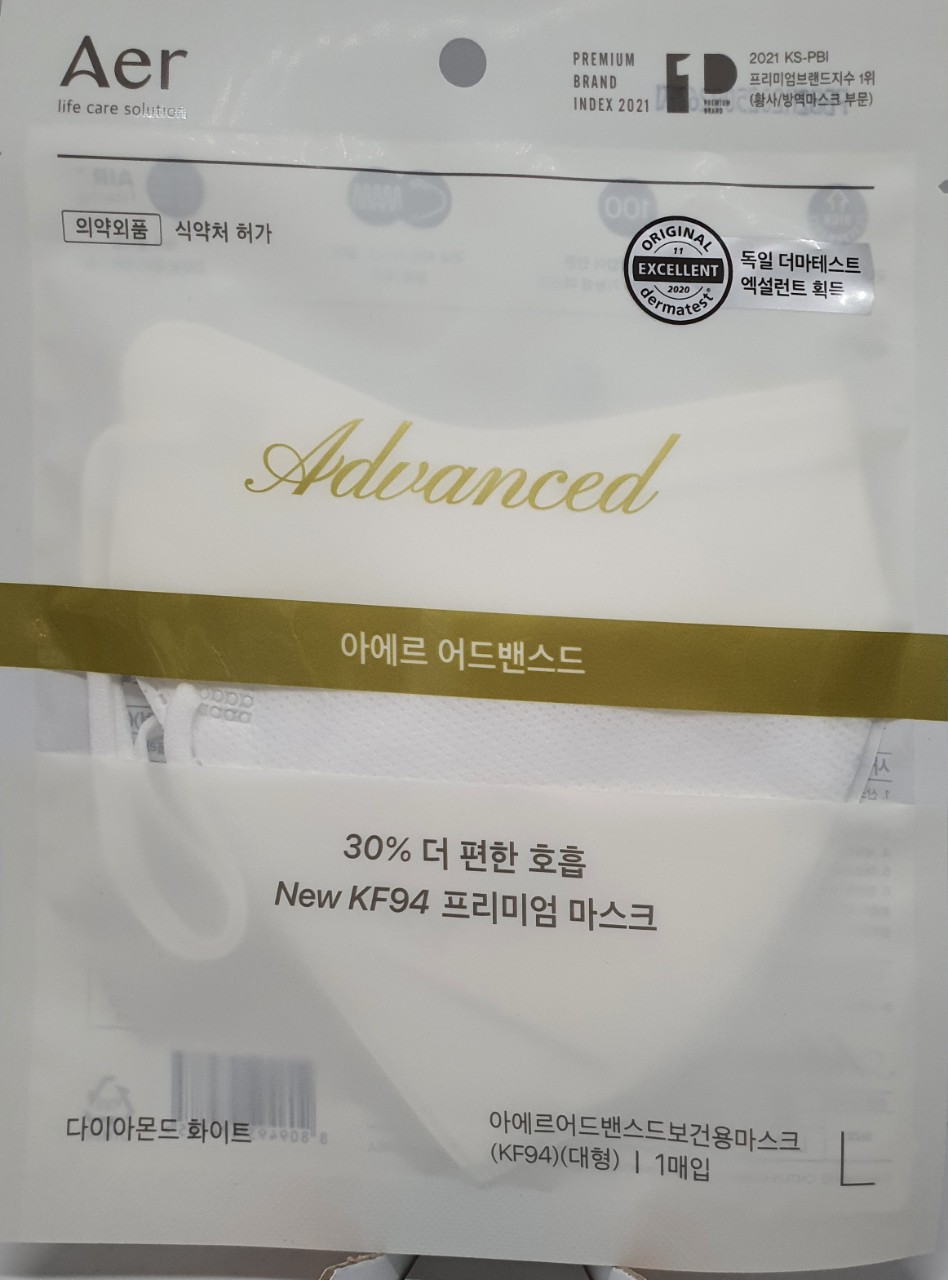 Aer
life care solution
PREMIUM
BRAND
INDEX 2021
1
PREMIUM
BRAND
2021 KS-PBI
프리미엄브랜드지수 1위
(황사/방역마스크 부문)
의약외품 식약처 허가
ORIGINAL
11
EXCELLENT
2020
dermatest®
독일 더마테스트
엑설런트 획득
Advanced
아에르 어드밴스드
30% 더 편한 호흡
New KF94 프리미엄 마스크
다이아몬드 화이트
아에르어드밴스드보건용마스크
(KF94)(대형) | 1매입
L